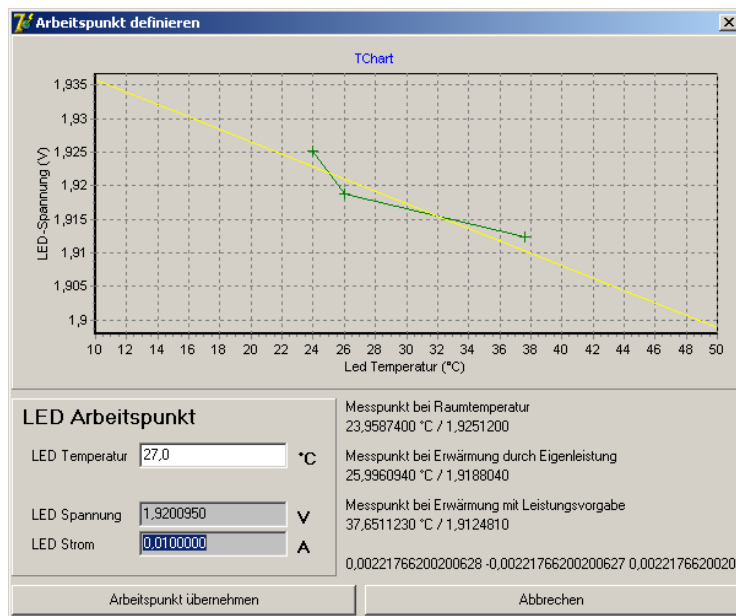 Arbeitspunkt definieren
TChart
1,935
1,93
1,925
1,92
1,915
1,91
1,905
1,9
LED-Spannung (V)
10 12 14 16 18 20 22 24 26 28 30 32 34 36 38 40 42 44 46 48 50
Led Temperatur (°C)
LED Arbeitspunkt
LED Temperatur 27,0 °C
LED Spannung 1,9200950 V
LED Strom 0,0100000 A
Messpunkt bei Raumtemperatur
23,9587400 °C / 1,9251200
Messpunkt bei Erwärmung durch Eigenleistung
25,9960940 °C / 1,9188040
Messpunkt bei Erwärmung mit Leistungsvorgabe
37,6511230 °C / 1,9124810
0,00221766200200628 -0,00221766200200627 0,0022176620020
Arbeitspunkt übernehmen
Abbrechen